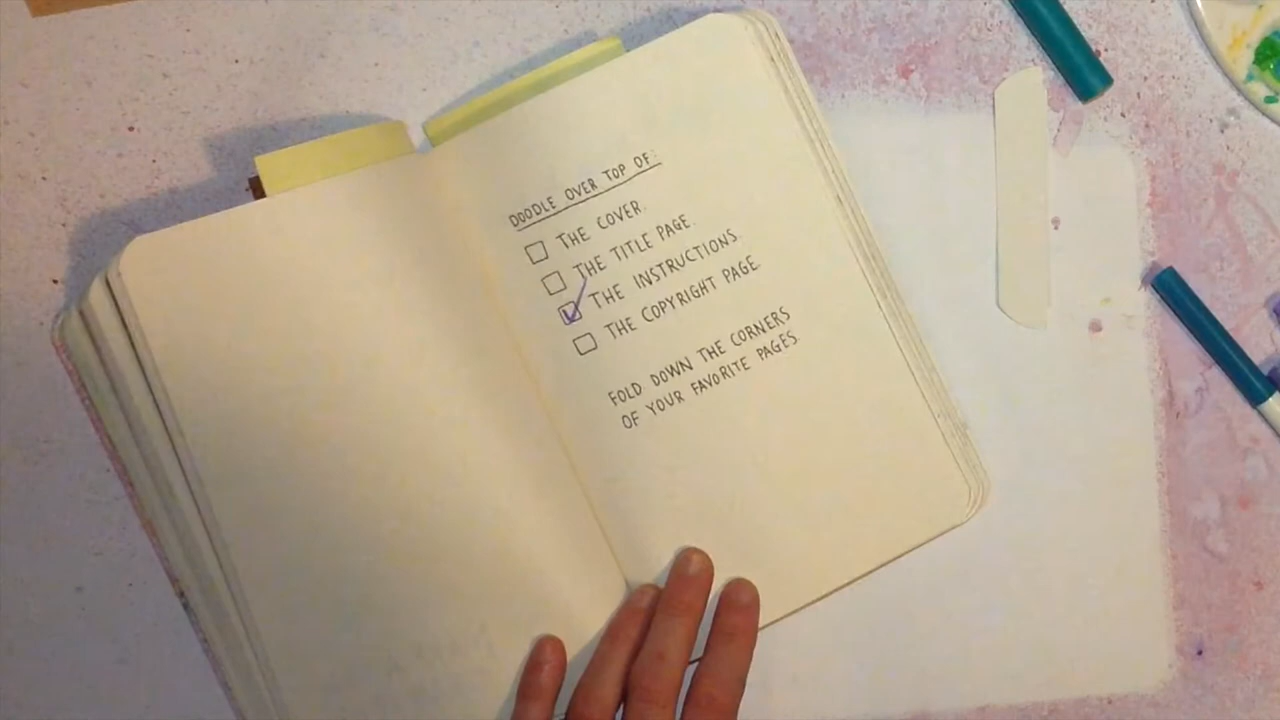 DOODLE OVER TOP OF:
THE COVER.
THE TITLE PAGE.
THE INSTRUCTIONS.
THE COPYRIGHT PAGE.
FOLD DOWN THE CORNERS
OF YOUR FAVORITE PAGES.